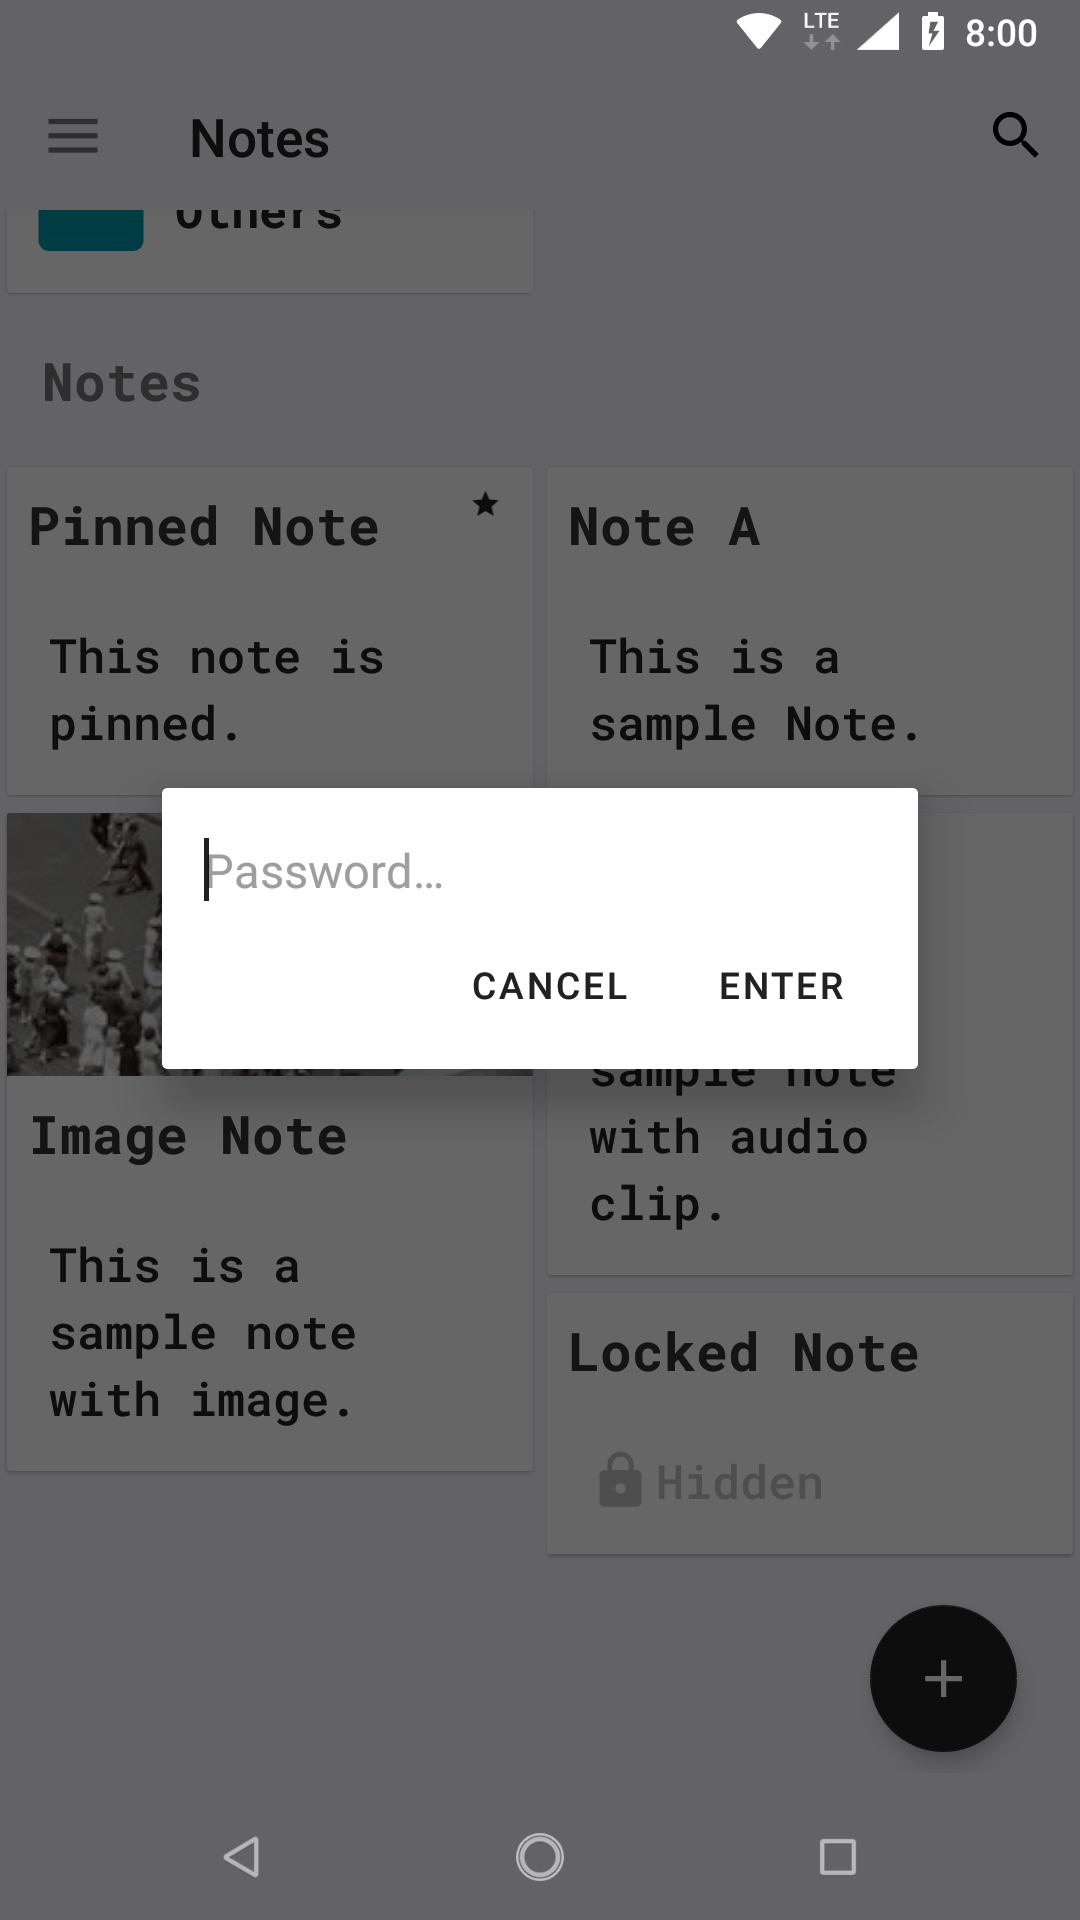 LTE
8:00
Notes
Others
Notes
Pinned Note
This note is
pinned.
Note A
This is a
sample Note.
Password…
CANCEL
ENTER
sample note
with audio
clip.
Image Note
This is a
sample note
with image.
Locked Note
Hidden